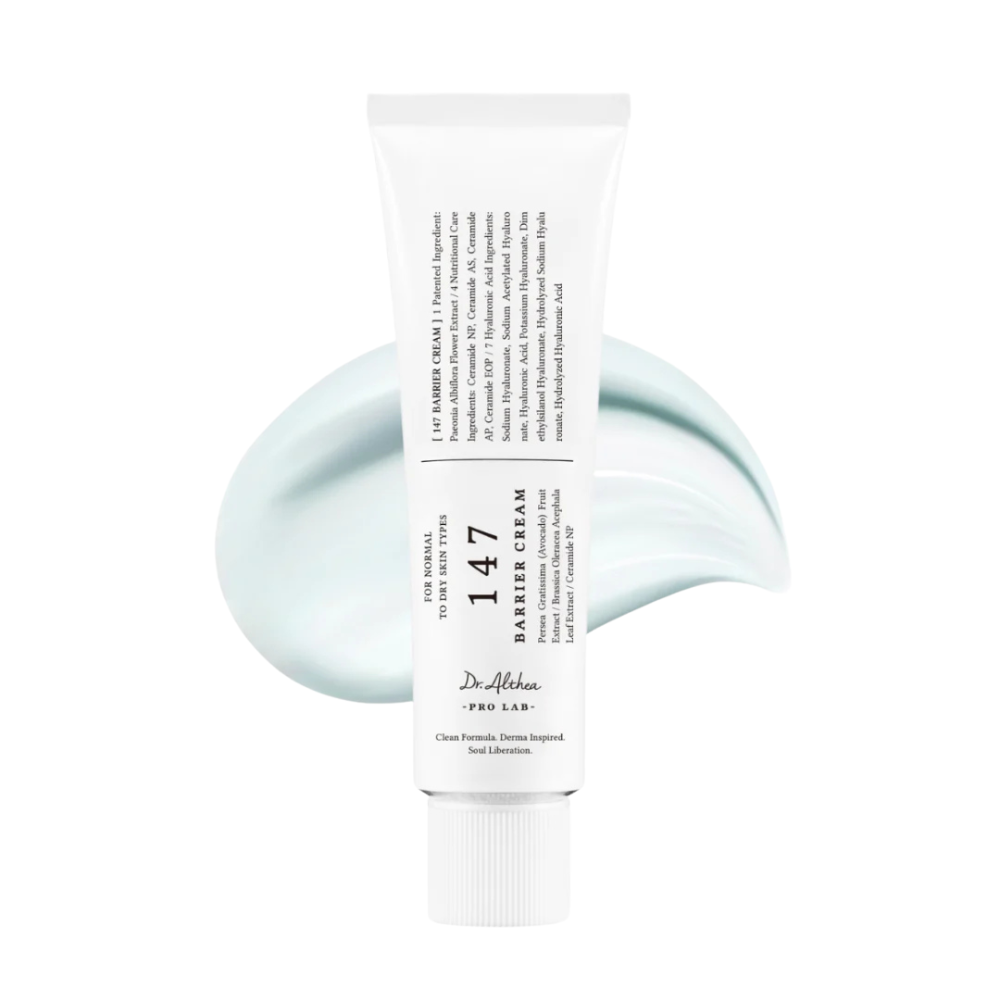 [ 147 BARRIER CREAM ] 1 Patented Ingredient:
Paeonia Albiflora Flower Extract / 4 Nutritional Care
Ingredients: Ceramide NP, Ceramide AS, Ceramide
AP, Ceramide EOP / 7 Hyaluronic Acid Ingredients:
Sodium Hyaluronate, Sodium Acetylated Hyaluro
nate, Hyaluronic Acid, Potassium Hyaluronate, Dim
ethylsilanol Hyaluronate, Hydrolyzed Sodium Hyalu
ronate, Hydrolyzed Hyaluronic Acid
FOR NORMAL
TO DRY SKIN TYPES
147
BARRIER CREAM
Persea Gratissima (Avocado) Fruit
Extract / Brassica Oleracea Acephala
Leaf Extract / Ceramide NP
Dr. Althea
-PRO LAB-
Clean Formula. Derma Inspired.
Soul Liberation.